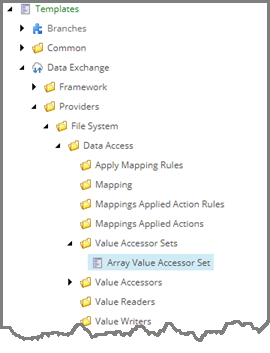 Templates
Branches
Common
Data Exchange
Framework
Providers
File System
Data Access
Apply Mapping Rules
Mapping
Mappings Applied Action Rules
Mappings Applied Actions
Value Accessor Sets
Array Value Accessor Set
Value Accessors
Value Readers
Value Writers